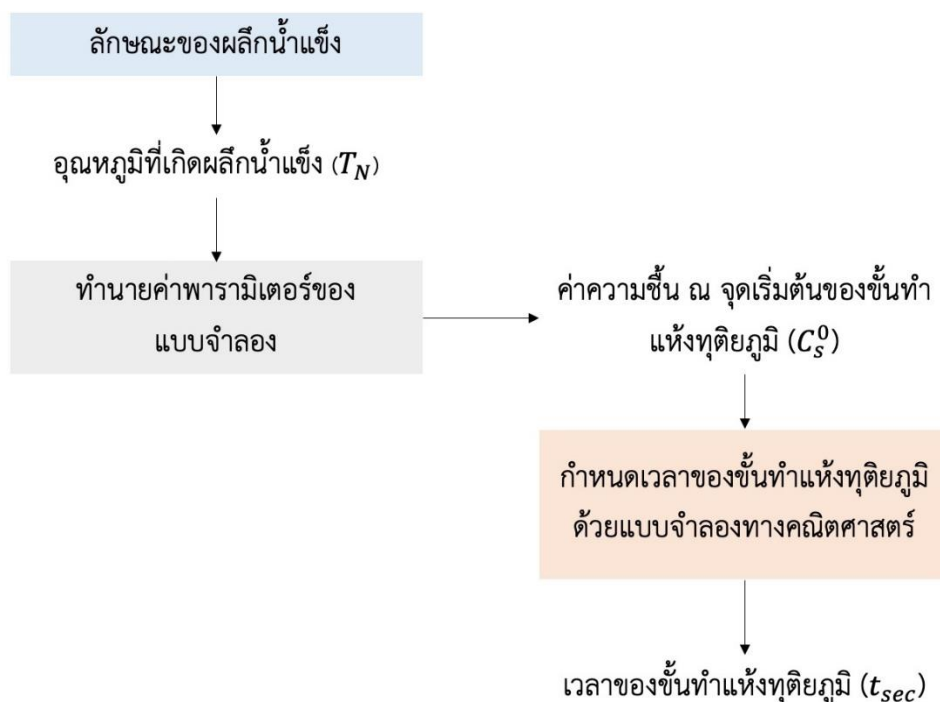 ลักษณะของผลึกน้ำแข็ง
อุณหภูมิที่เกิดผลึกน้ำแข็ง (T_N)
ทำนายค่าพารามิเตอร์ของ
แบบจำลอง
ค่าความชื้น ณ จุดเริ่มต้นของขั้นทำ
แห้งทุติยภูมิ (C_s^0)
กำหนดเวลาของขั้นทำแห้งทุติยภูมิ
ด้วยแบบจำลองทางคณิตศาสตร์
เวลาของขั้นทำแห้งทุติยภูมิ (t_{sec})